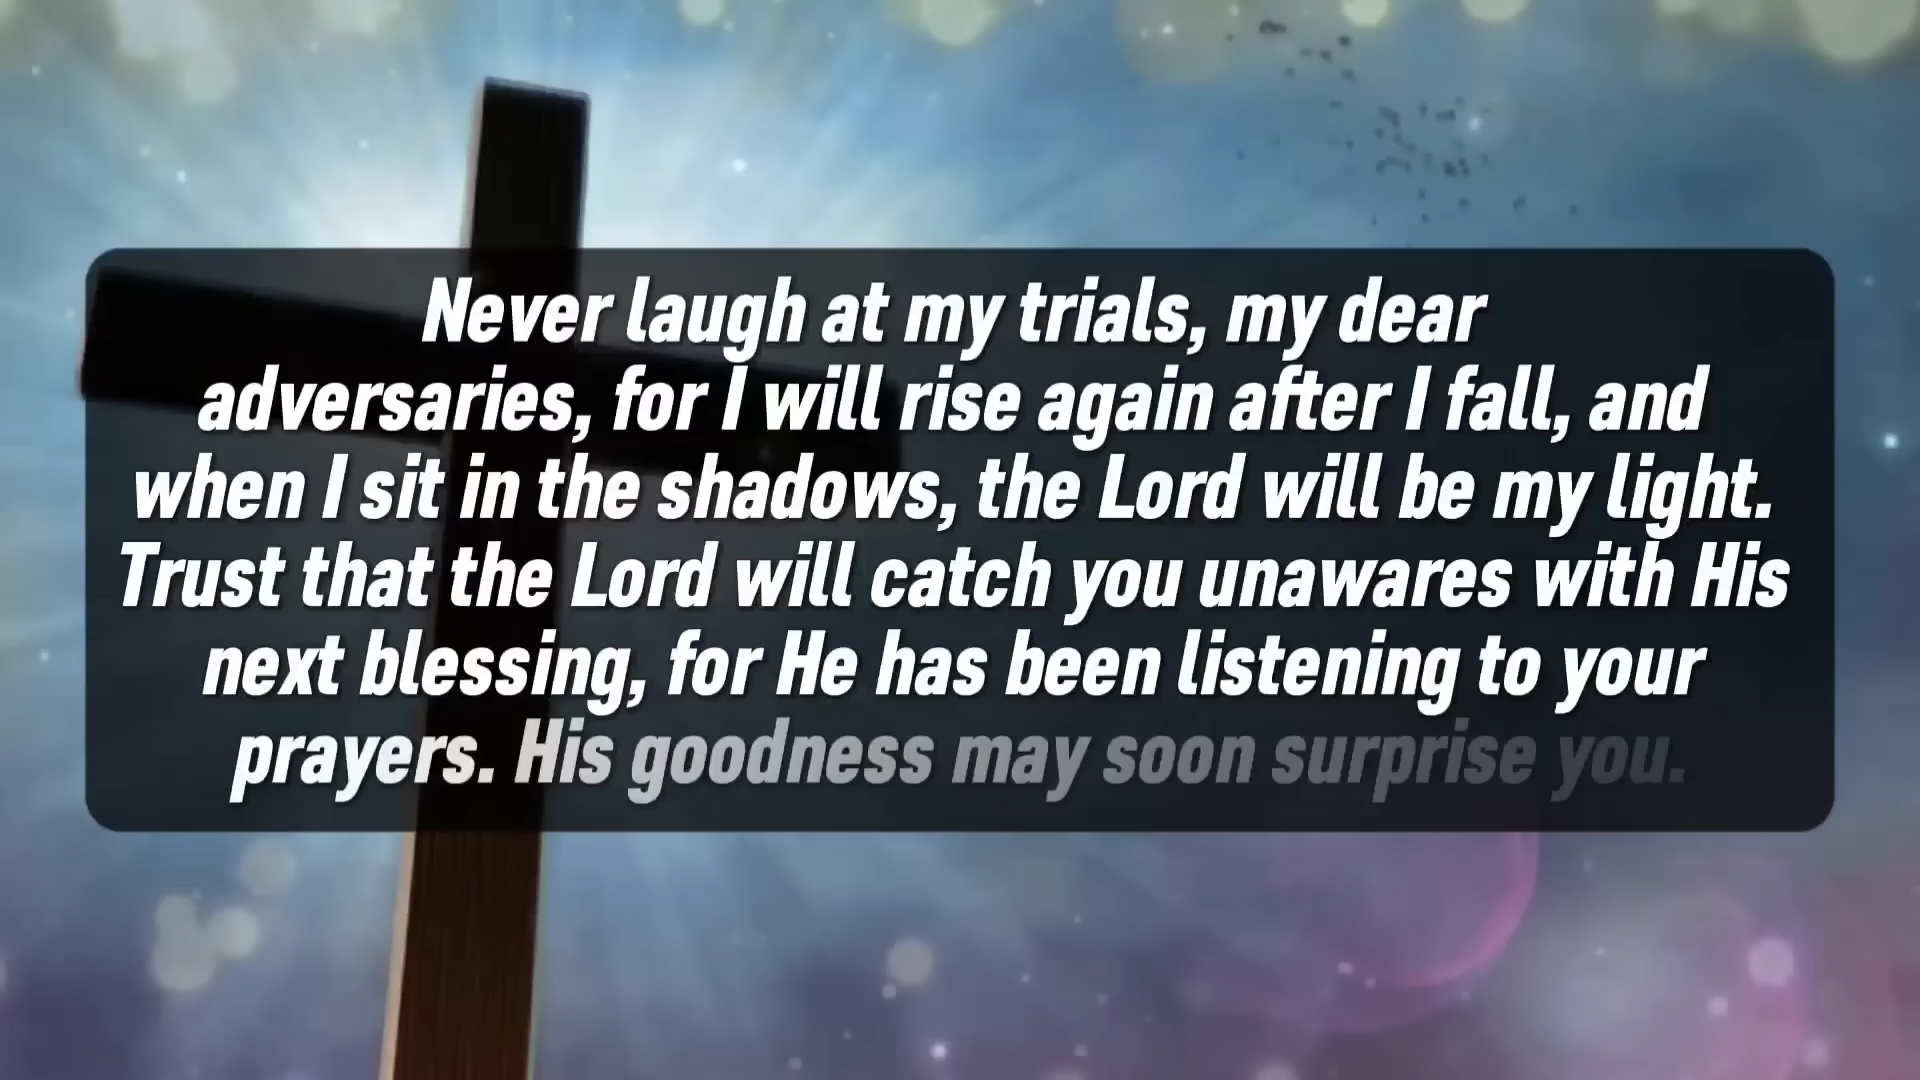 Never laugh at my trials, my dear
adversaries, for I will rise again after I fall, and
when I sit in the shadows, the Lord will be my light.
Trust that the Lord will catch you unawares with His
next blessing, for He has been listening to your
prayers. His goodness may soon surprise you.